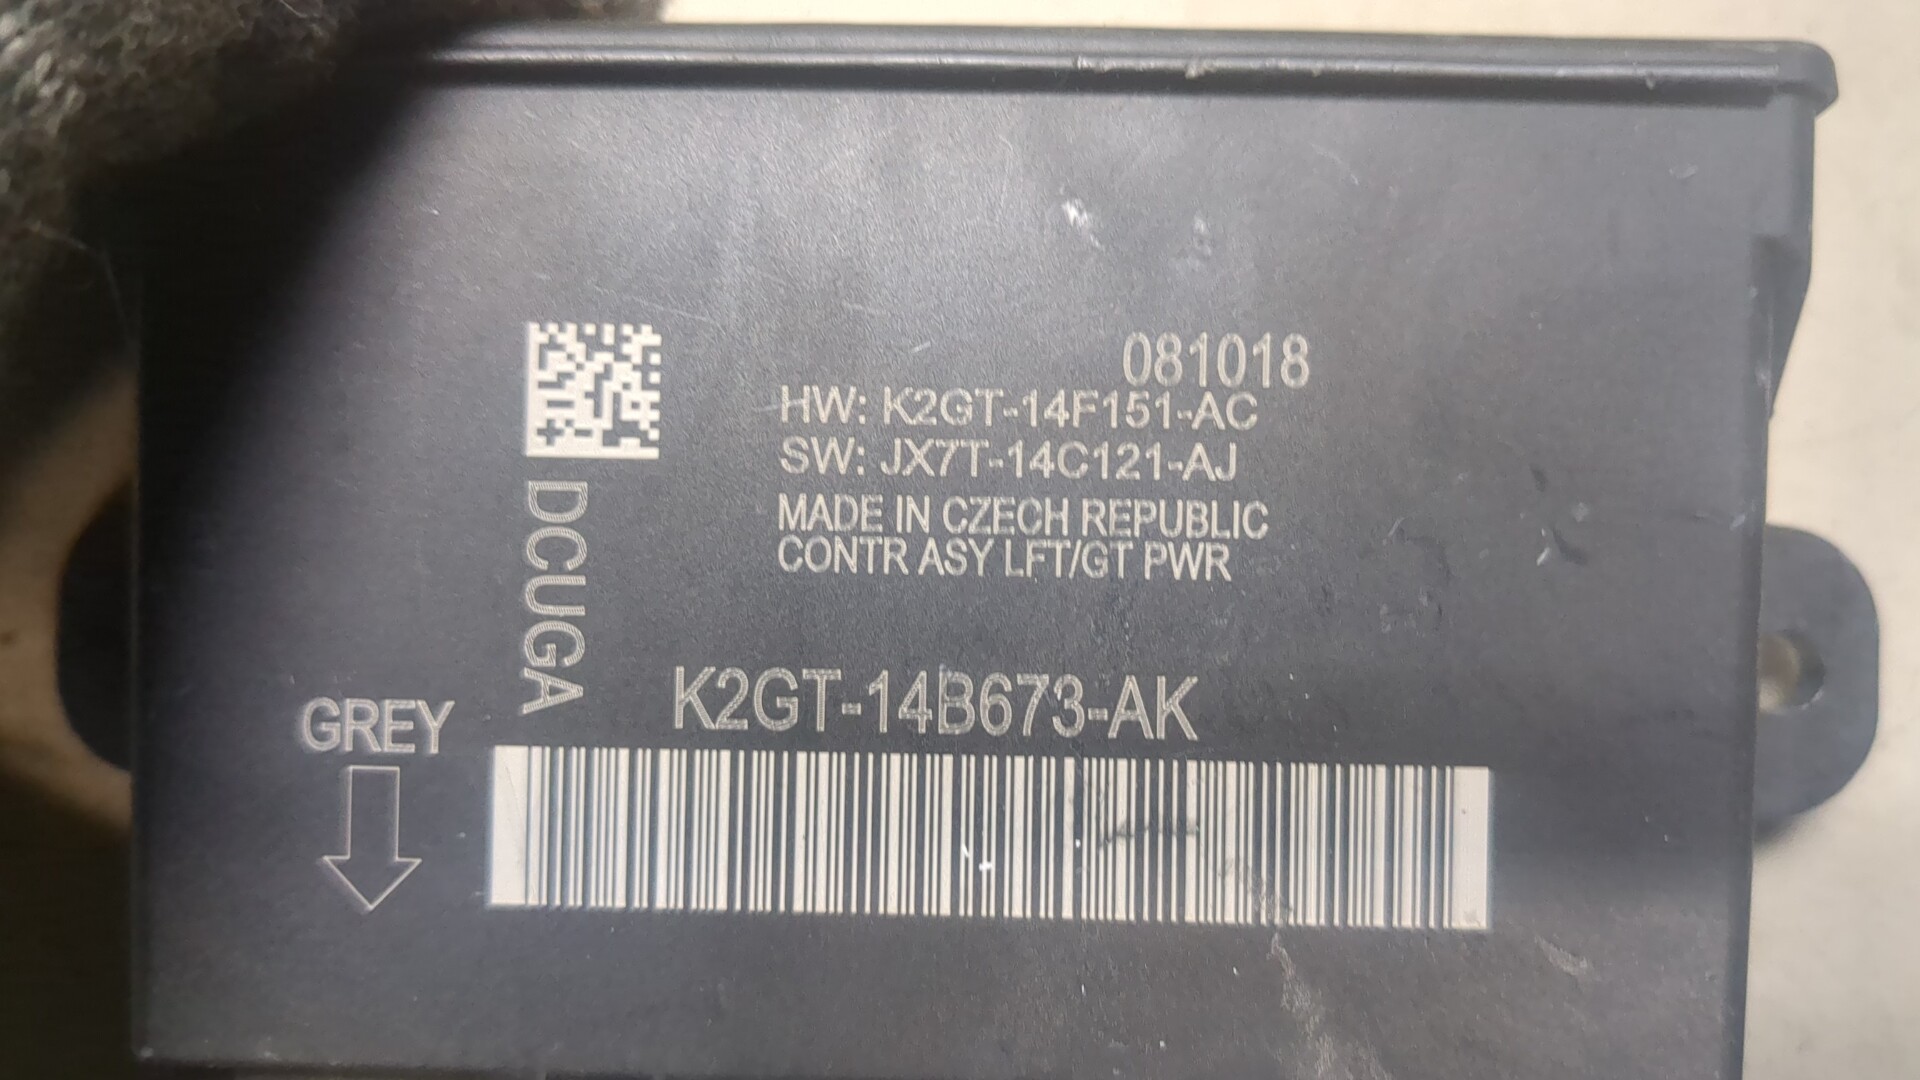 081018
HW: K2GT-14F151-AC
SW: JX7T-14C121-AJ
MADE IN CZECH REPUBLIC
CONTR ASY LFT/GT PWR
DCUGA
K2GT-14B673-AK
GREY